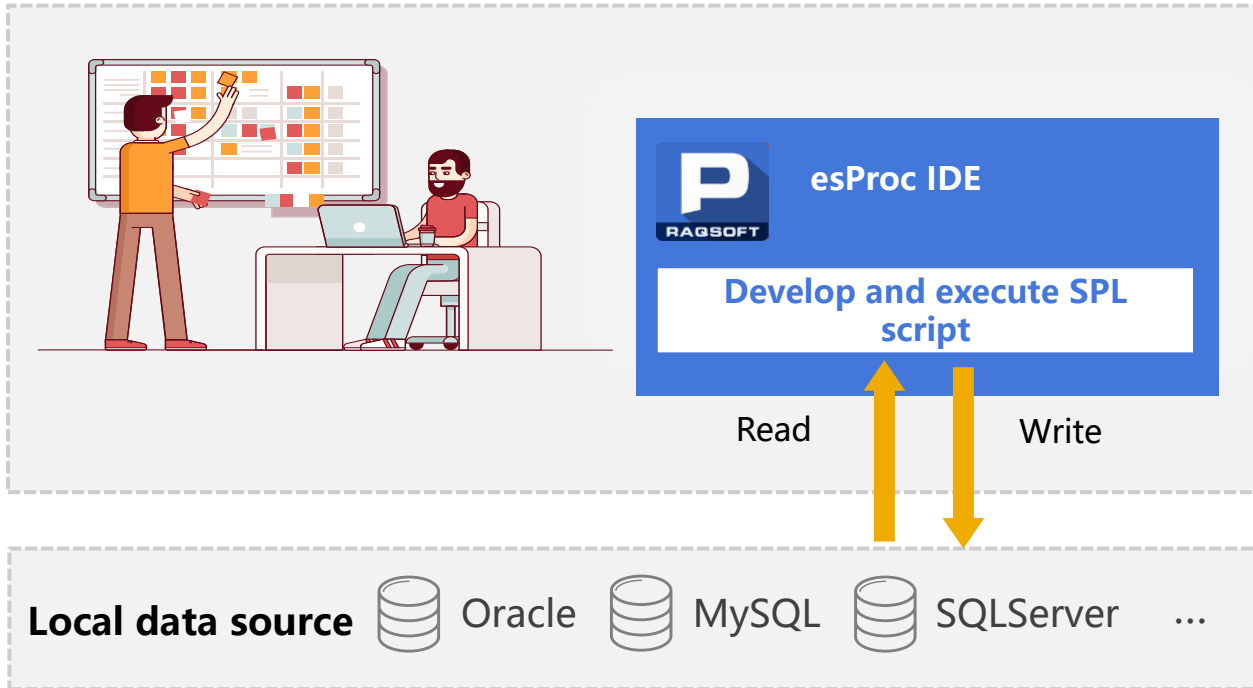 esProc IDE
RAQSOFT
Develop and execute SPL
script
Read
Write
Local data source
Oracle
MySQL
SQLServer
...